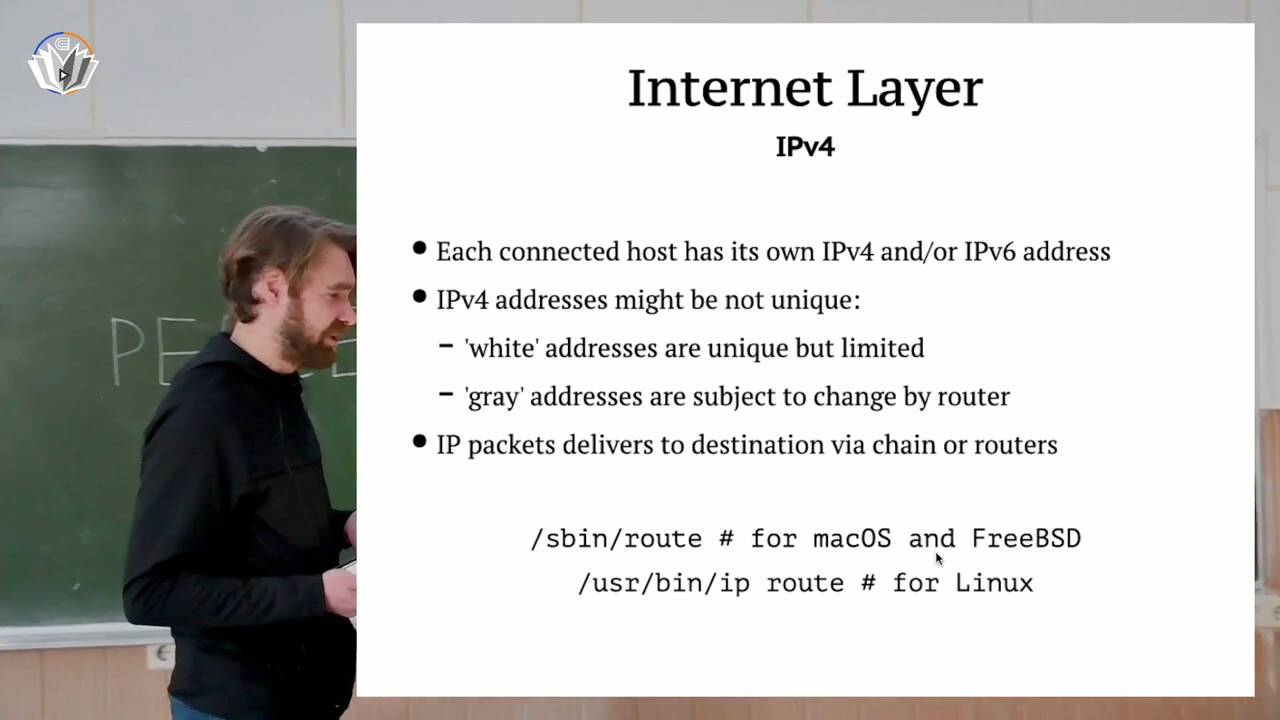 Internet Layer
IPv4
• Each connected host has its own IPv4 and/or IPv6 address
• IPv4 addresses might be not unique:
– 'white' addresses are unique but limited
– 'gray' addresses are subject to change by router
• IP packets delivers to destination via chain or routers
/sbin/route # for macOS and FreeBSD
/usr/bin/ip route # for Linux